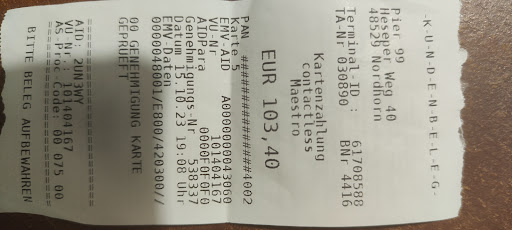 -K-U-N-D-E-N-B-E-L-E-G-
Pier 99
Heseper Weg 40
48529 Nordhorn
Terminal-ID : 61708588
TA-Nr 030890 BNr 4416
Kartenzahlung
contactless
Maestro
EUR 103,40
PAN ###############4002
Karte 5
EMV-AID A0000000043060
VU-Nr 101404167
AIDPara 0000F0F0F0
Genehmigungs-Nr 538337
Datum 15.10.23 19:08 Uhr
EMV-Daten
0000048001/E800/420300//
00 GENEHMIGUNG KARTE
GEPRUEFT
========================
AID: 2UN3WY
VU-Nr.: 101404167
AS-Proc-Code: 00 075 00
========================
BITTE BELEG AUFBEWAHREN